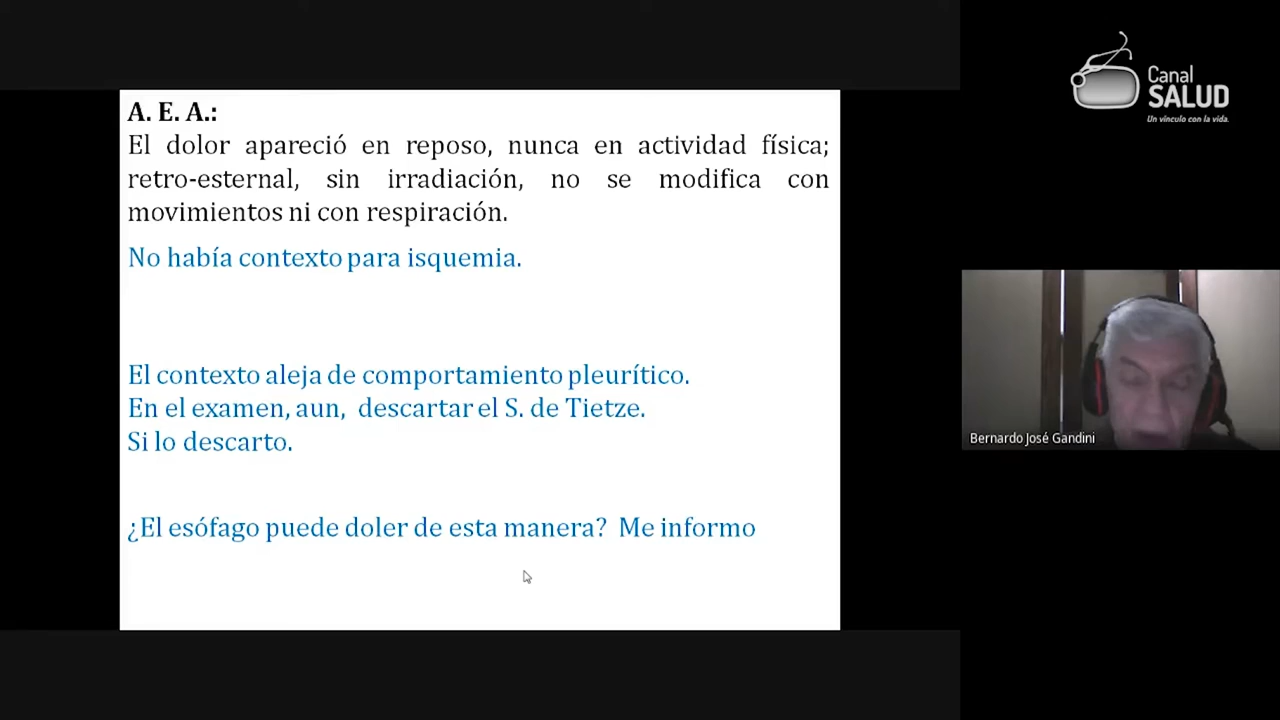 A. E. A.:
El dolor apareció en reposo, nunca en actividad física;
retro-esternal, sin irradiación, no se modifica con
movimientos ni con respiración.
No había contexto para isquemia.
El contexto aleja de comportamiento pleurítico.
En el examen, aun, descartar el S. de Tietze.
Si lo descarto.
¿El esófago puede doler de esta manera? Me informo
Canal
SALUD
Un vínculo con la vida.
Bernardo José Gandini